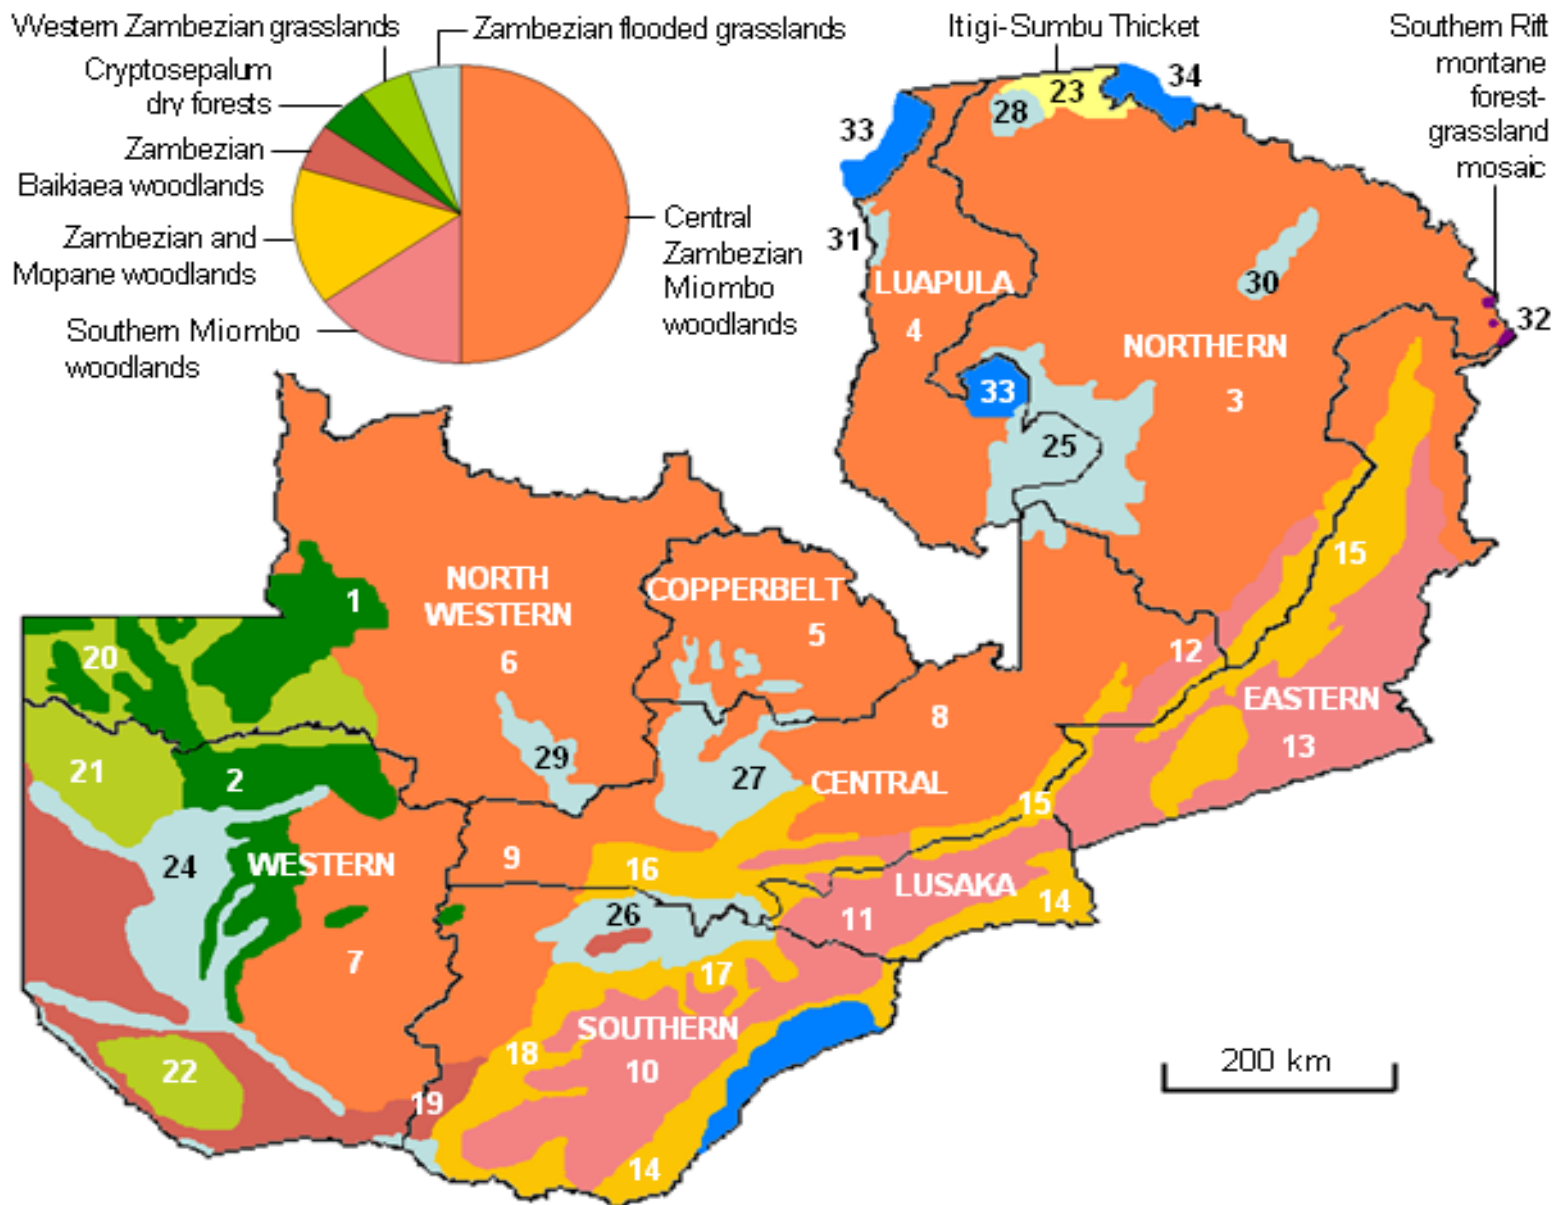 Western Zambezian grasslands
Zambezian flooded grasslands
Cryptosepalum
dry forests
Zambezian
Baikiaea woodlands
Zambezian and
Mopane woodlands
Southern Miombo
woodlands
Central
Zambezian
Miombo
woodlands
Itigi-Sumbu Thicket
Southern Rift
montane
forest-
grassland
mosaic
23
34
28
33
31
30
32
LUAPULA
4
NORTHERN
3
33
25
15
1
NORTH
WESTERN
6
COPPERBELT
5
20
12
EASTERN
13
8
21
2
29
27
CENTRAL
15
24
WESTERN
9
16
LUSAKA
14
11
26
7
17
SOUTHERN
18
10
22
19
14
200 km